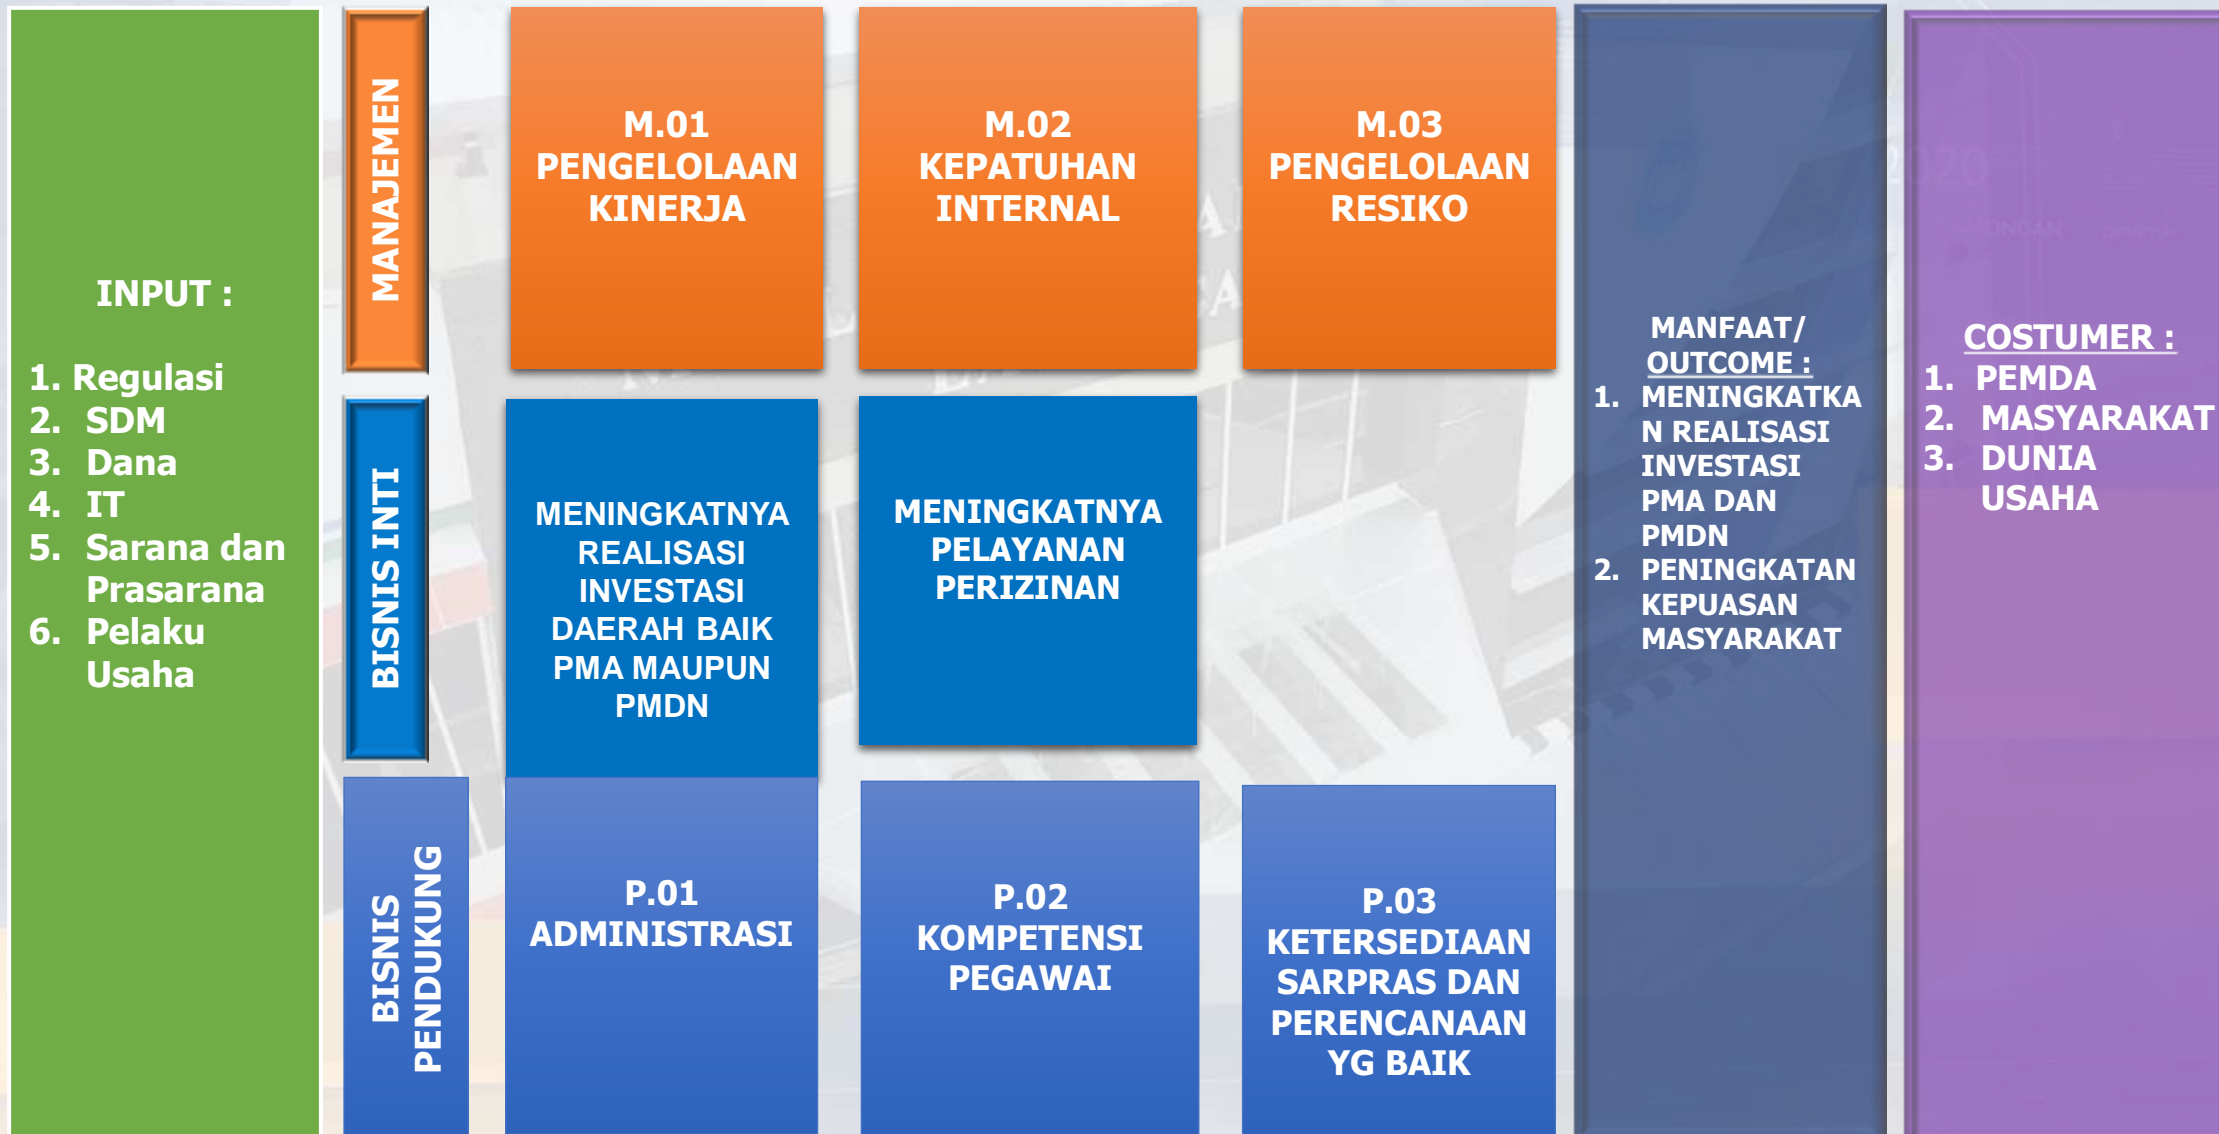 INPUT :
1. Regulasi
2. SDM
3. Dana
4. IT
5. Sarana dan
Prasarana
6. Pelaku
Usaha
MANAJEMEN
M.01
PENGELOLAAN
KINERJA
M.02
KEPATUHAN
INTERNAL
M.03
PENGELOLAAN
RESIKO
BISNIS INTI
MENINGKATNYA
REALISASI
INVESTASI
DAERAH BAIK
PMA MAUPUN
PMDN
MENINGKATNYA
PELAYANAN
PERIZINAN
BISNIS
PENDUKUNG
P.01
ADMINISTRASI
P.02
KOMPETENSI
PEGAWAI
P.03
KETERSEDIAAN
SARPRAS DAN
PERENCANAAN
YG BAIK
MANFAAT/
OUTCOME :
1. MENINGKATKA
N REALISASI
INVESTASI
PMA DAN
PMDN
2. PENINGKATAN
KEPUASAN
MASYARAKAT
COSTUMER :
1. PEMDA
2. MASYARAKAT
3. DUNIA
USAHA
2020